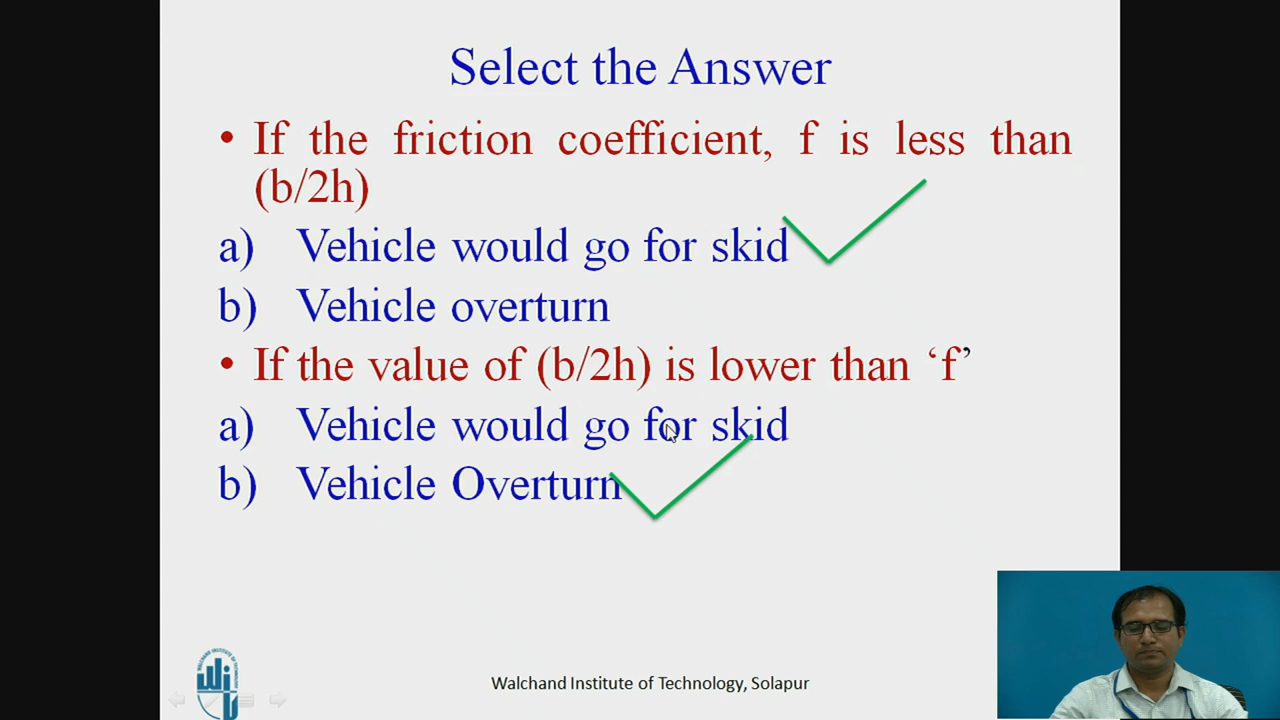 Select the Answer
• If the friction coefficient, f is less than
(b/2h)
a) Vehicle would go for skid
b) Vehicle overturn
• If the value of (b/2h) is lower than ‘f’
a) Vehicle would go for skid
b) Vehicle Overturn
Walchand Institute of Technology, Solapur